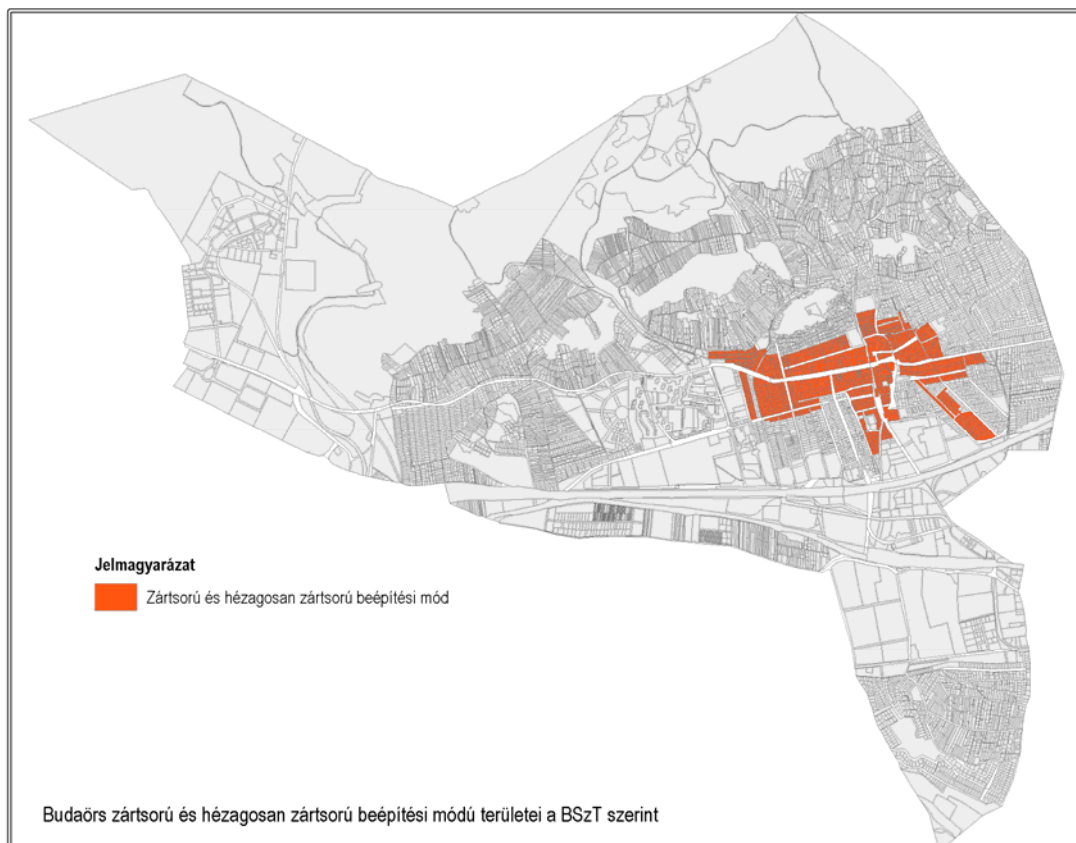 Jelmagyarázat
Zártsorú és hézagosan zártsorú beépítési mód
Budaörs zártsorú és hézagosan zártsorú beépítési módú területei a BSzT szerint